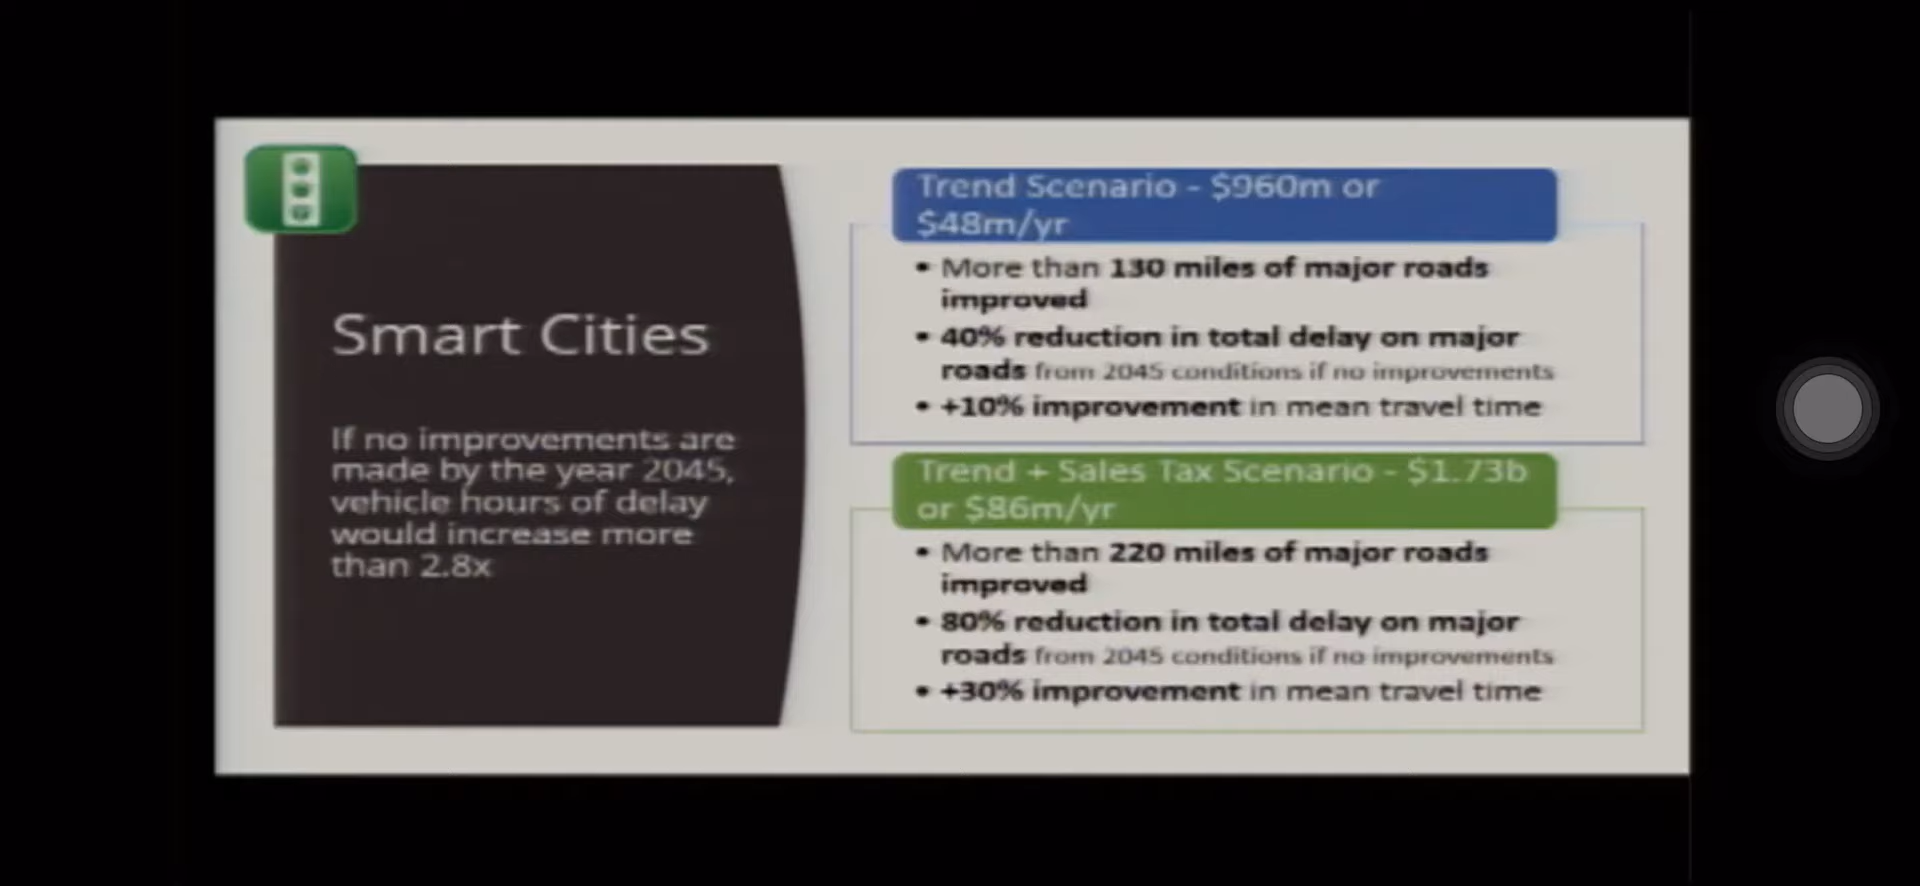 Smart Cities
If no improvements are
made by the year 2045,
vehicle hours of delay
would increase more
than 2.8x
Trend Scenario - $960m or
$48m/yr
• More than 130 miles of major roads
improved
• 40% reduction in total delay on major
roads from 2045 conditions if no improvements
• +10% improvement in mean travel time
Trend + Sales Tax Scenario - $1.73b
or $86m/yr
• More than 220 miles of major roads
improved
• 80% reduction in total delay on major
roads from 2045 conditions if no improvements
• +30% improvement in mean travel time